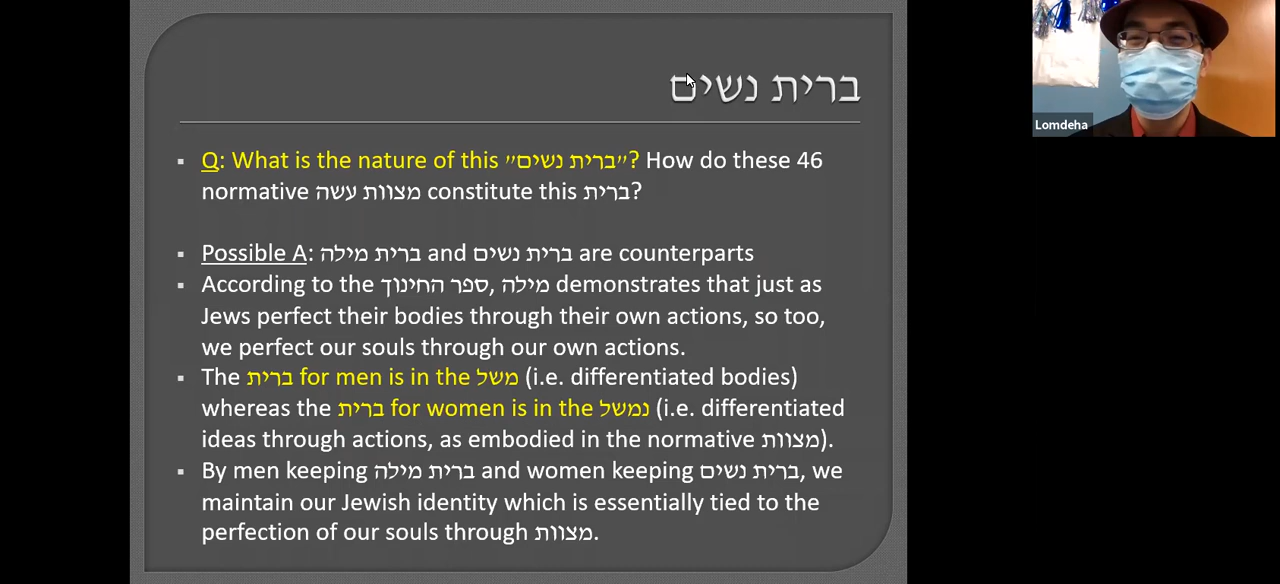 ברית נשים
Q: What is the nature of this "ברית נשים"? How do these 46
normative מצוות עשה constitute this ברית?
Possible A: ברית מילה and ברית נשים are counterparts
According to the ספר החינוך, מילה demonstrates that just as
Jews perfect their bodies through their own actions, so too,
we perfect our souls through our own actions.
The ברית for men is in the משל (i.e. differentiated bodies)
whereas the ברית for women is in the נמשל (i.e. differentiated
ideas through actions, as embodied in the normative מצוות).
By men keeping ברית מילה and women keeping ברית נשים, we
maintain our Jewish identity which is essentially tied to the
perfection of our souls through מצוות.
Lomdeha